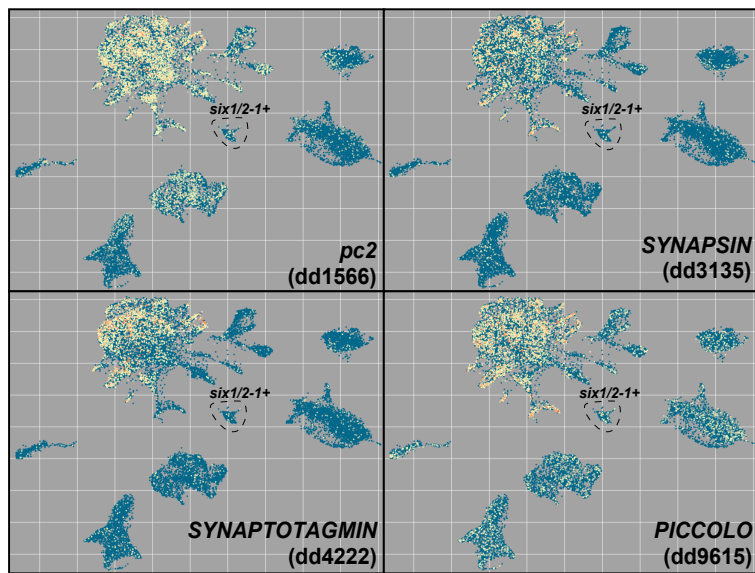 six1/2-1+
pc2
(dd1566)
six1/2-1+
SYNAPSIN
(dd3135)
six1/2-1+
SYNAPTOTAGMIN
(dd4222)
six1/2-1+
PICCOLO
(dd9615)